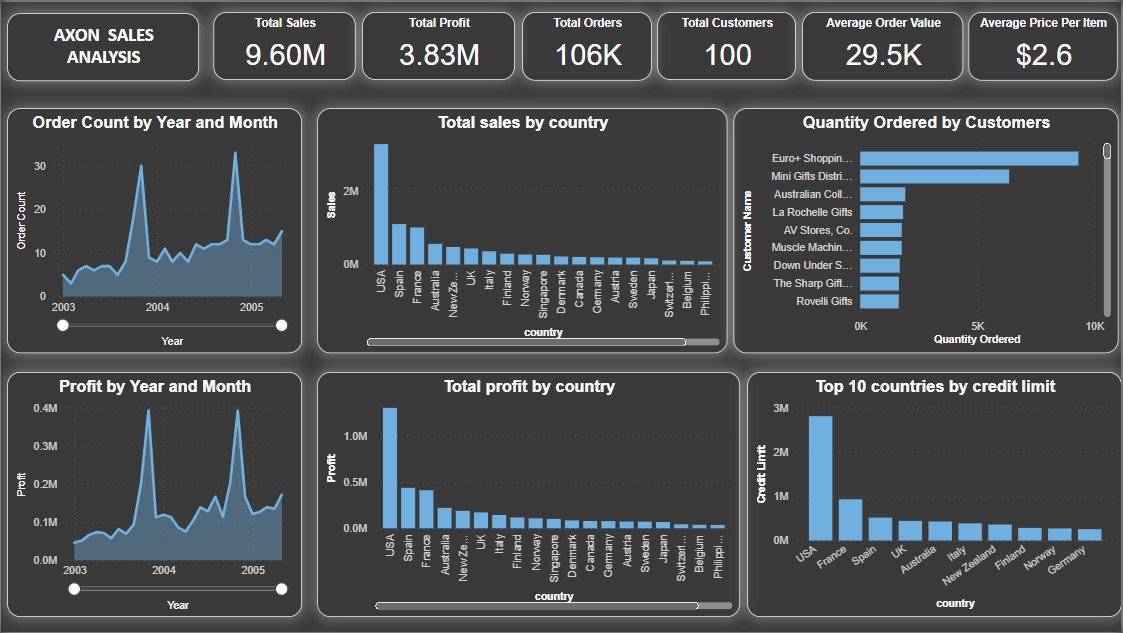 AXON SALES
ANALYSIS
Total Sales
9.60M
Total Profit
3.83M
Total Orders
106K
Total Customers
100
Average Order Value
29.5K
Average Price Per Item
$2.6
Order Count by Year and Month
Order Count
30
20
10
0
2003
2004
2005
Year
Total sales by country
Sales
2M
0M
USA
Spain
France
Australia
New Ze...
UK
Italy
Finland
Norway
Singapore
Denmark
Canada
Germany
Austria
Sweden
Japan
Switzerl...
Belgium
Philippi...
country
Quantity Ordered by Customers
Customer Name
Euro+ Shoppin...
Mini Gifts Distri...
Australian Coll...
La Rochelle Gifts
AV Stores, Co.
Muscle Machin...
Down Under S...
The Sharp Gift...
Rovelli Gifts
0K
5K
10K
Quantity Ordered
Profit by Year and Month
Profit
0.4M
0.3M
0.2M
0.1M
0.0M
2003
2004
2005
Year
Total profit by country
Profit
1.0M
0.5M
0.0M
USA
Spain
France
Australia
New Ze...
UK
Italy
Finland
Norway
Singapore
Denmark
Canada
Germany
Austria
Sweden
Japan
Switzerl...
Belgium
Philippi...
country
Top 10 countries by credit limit
Credit Limit
3M
2M
1M
0M
USA
France
Spain
UK
Australia
Italy
New Zealand
Finland
Norway
Germany
country